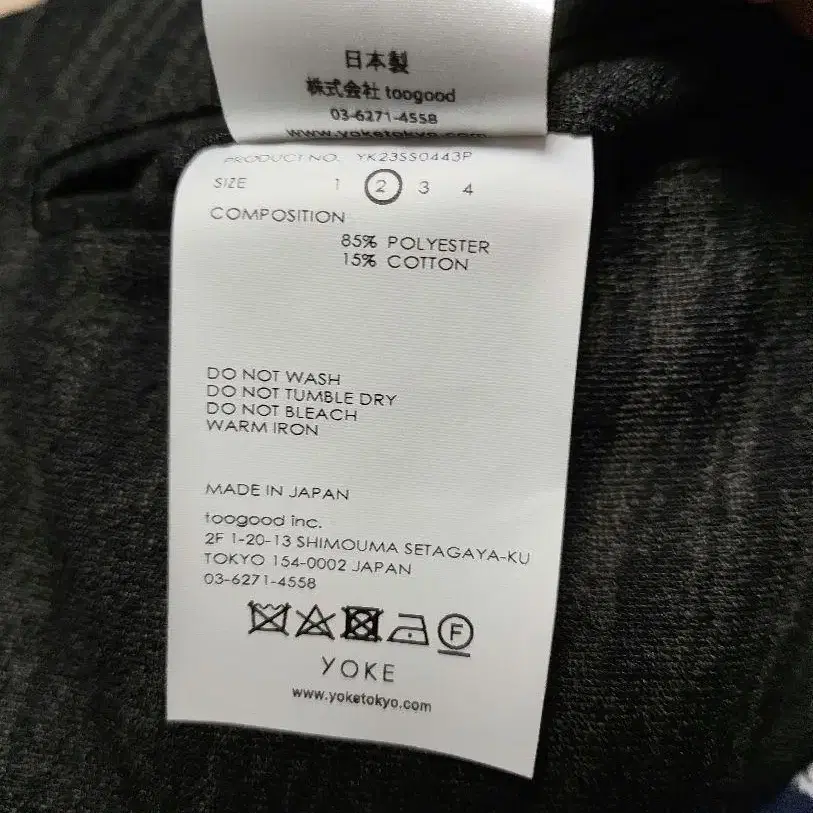 日本製
株式会社 toogood
03-6271-4558
www.yoketokyo.com
PRODUCT NO. YK23SS0443P
SIZE 1 2 3 4
COMPOSITION
85% POLYESTER
15% COTTON
DO NOT WASH
DO NOT TUMBLE DRY
DO NOT BLEACH
WARM IRON
MADE IN JAPAN
toogood inc.
2F 1-20-13 SHIMOUMA SETAGAYA-KU
TOKYO 154-0002 JAPAN
03-6271-4558
F
YOKE
www.yoketokyo.com